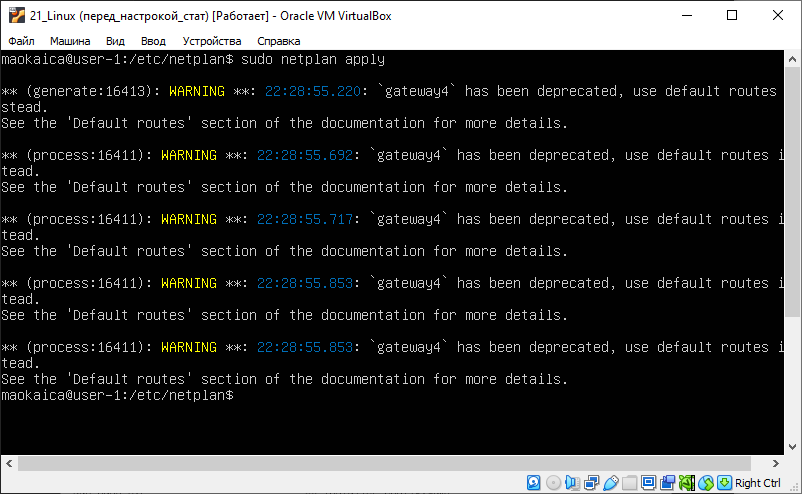 21_Linux (перед_настрокой_стат) [Работает] - Oracle VM VirtualBox
Файл Машина Вид Ввод Устройства Справка
maokaica@user-1:/etc/netplan$ sudo netplan apply
** (generate:16413): WARNING **: 22:28:55.220: `gateway4` has been deprecated, use default routes
stead.
See the 'Default routes' section of the documentation for more details.
** (process:16411): WARNING **: 22:28:55.692: `gateway4` has been deprecated, use default routes i
tead.
See the 'Default routes' section of the documentation for more details.
** (process:16411): WARNING **: 22:28:55.717: `gateway4` has been deprecated, use default routes i
tead.
See the 'Default routes' section of the documentation for more details.
** (process:16411): WARNING **: 22:28:55.853: `gateway4` has been deprecated, use default routes i
tead.
See the 'Default routes' section of the documentation for more details.
** (process:16411): WARNING **: 22:28:55.853: `gateway4` has been deprecated, use default routes i
tead.
See the 'Default routes' section of the documentation for more details.
maokaica@user-1:/etc/netplan$
Right Ctrl